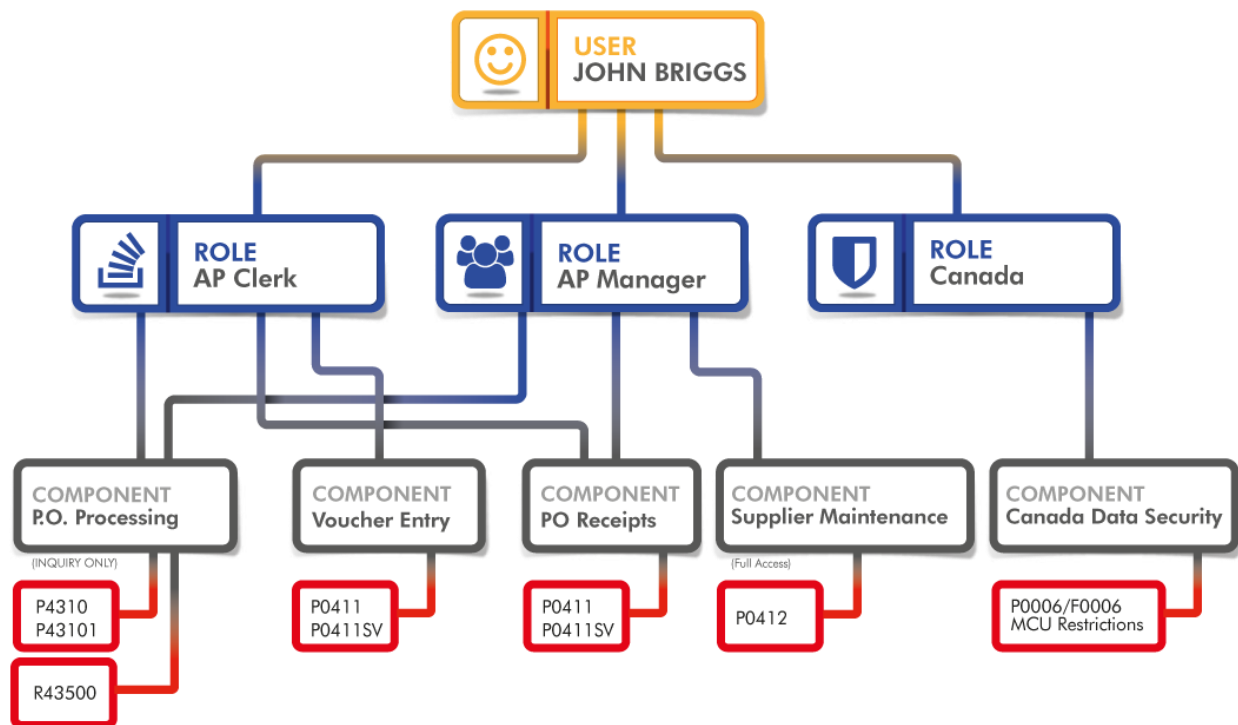 USER
JOHN BRIGGS
ROLE
AP Clerk
ROLE
AP Manager
ROLE
Canada
COMPONENT
P.O. Processing
(INQUIRY ONLY)
P4310
P43101
R43500
COMPONENT
Voucher Entry
P0411
P0411SV
COMPONENT
PO Receipts
P0411
P0411SV
COMPONENT
Supplier Maintenance
(Full Access)
P0412
COMPONENT
Canada Data Security
P0006/F0006
MCU Restrictions